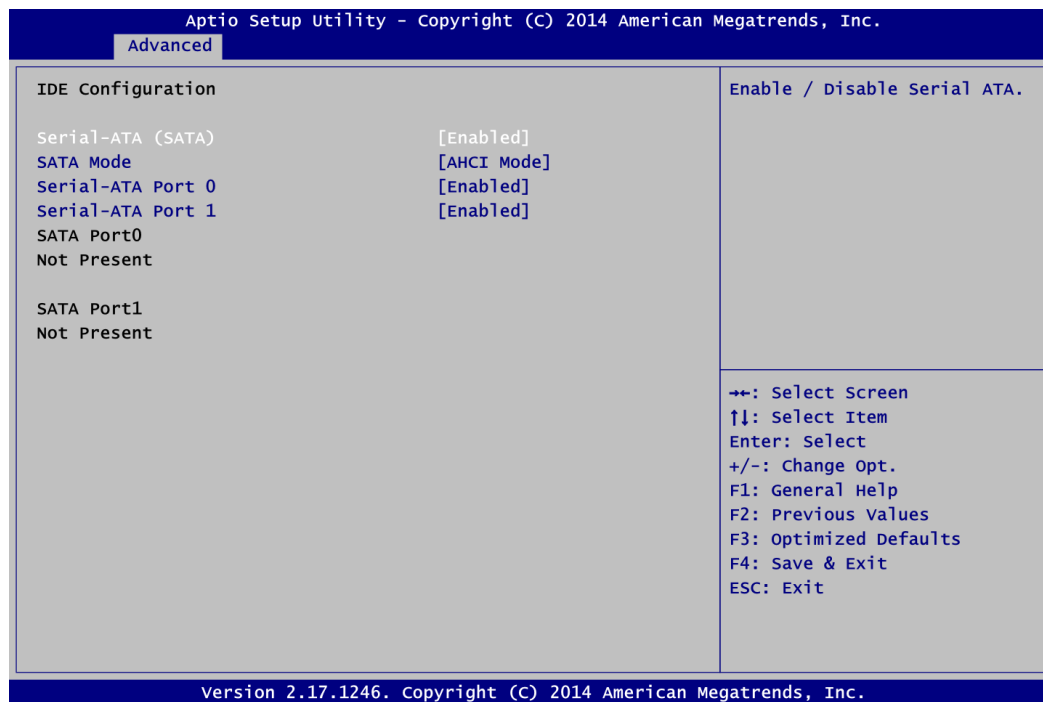 Aptio Setup Utility – Copyright (C) 2014 American Megatrends, Inc.
Advanced
IDE Configuration
Serial-ATA (SATA) [Enabled]
SATA Mode [AHCI Mode]
Serial-ATA Port 0 [Enabled]
Serial-ATA Port 1 [Enabled]
SATA Port0
Not Present
SATA Port1
Not Present
Enable / Disable Serial ATA.
→←: Select Screen
↑↓: Select Item
Enter: Select
+/-: Change Opt.
F1: General Help
F2: Previous Values
F3: Optimized Defaults
F4: Save & Exit
ESC: Exit
Version 2.17.1246. Copyright (C) 2014 American Megatrends, Inc.